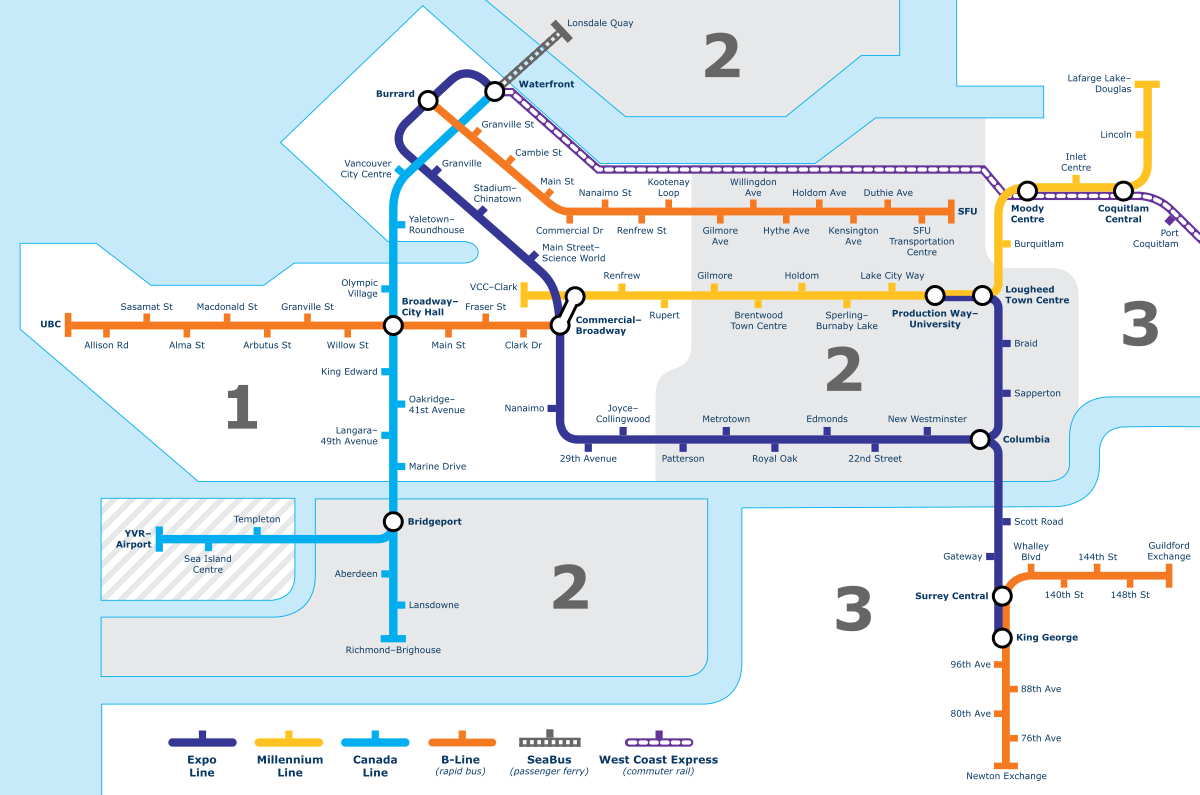 Lonsdale Quay
2
Waterfront
Burrard
Lafarge Lake–
Douglas
Granville St
Lincoln
Cambie St
Vancouver
City Centre
Granville
Inlet
Centre
Main St
Stadium–
Chinatown
Nanaimo St
Kootenay
Loop
Willingdon
Ave
Holdom Ave
Duthie Ave
SFU
Moody
Centre
Coquitlam
Central
Yaletown–
Roundhouse
Commercial Dr
Renfrew St
Gilmore
Ave
Hythe Ave
Kensington
Ave
SFU
Transportation
Centre
Port
Coquitlam
Main Street–
Science World
Burquitlam
Olympic
Village
VCC–Clark
Renfrew
Gilmore
Holdom
Lake City Way
Lougheed
Town Centre
Sasamat St
Macdonald St
Granville St
Broadway–
City Hall
Fraser St
UBC
Commercial–
Broadway
Rupert
Brentwood
Town Centre
Sperling–
Burnaby Lake
Production Way–
University
3
Allison Rd
Alma St
Arbutus St
Willow St
Main St
Clark Dr
Braid
King Edward
2
1
Oakridge–
41st Avenue
Nanaimo
Joyce–
Collingwood
Metrotown
Edmonds
New Westminster
Sapperton
Langara–
49th Avenue
29th Avenue
Patterson
Royal Oak
22nd Street
Columbia
Marine Drive
YVR–
Airport
Templeton
Bridgeport
Scott Road
Sea Island
Centre
Gateway
Whalley
Blvd
144th St
Guildford
Exchange
Aberdeen
2
140th St
148th St
Lansdowne
3
Surrey Central
Richmond–Brighouse
King George
96th Ave
88th Ave
80th Ave
76th Ave
Newton Exchange
Expo
Line
Millennium
Line
Canada
Line
B-Line
(rapid bus)
SeaBus
(passenger ferry)
West Coast Express
(commuter rail)